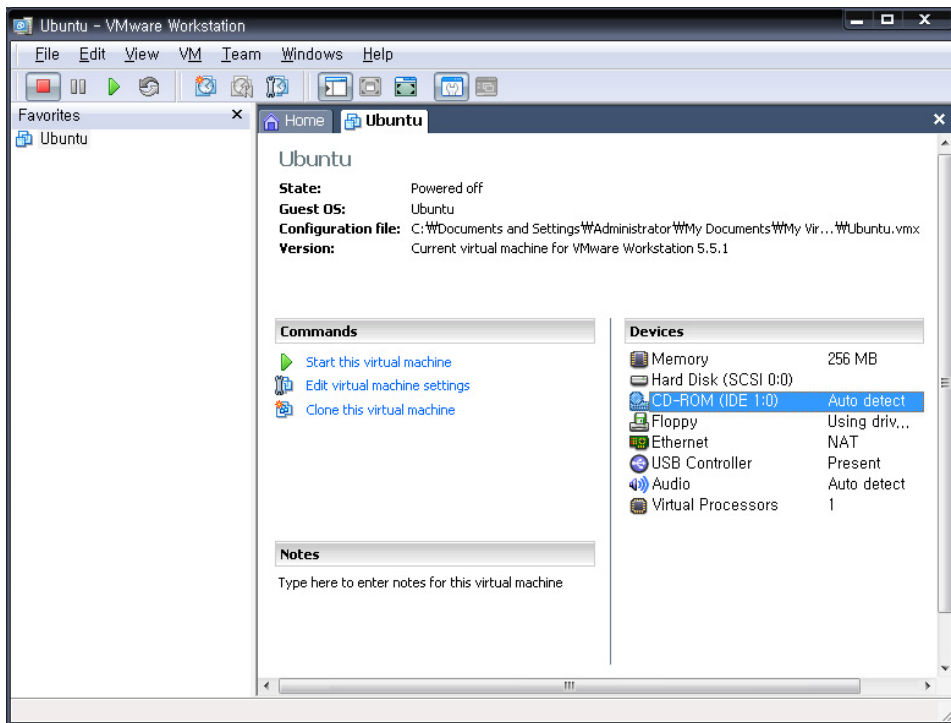 Ubuntu - VMware Workstation
File Edit View VM Team Windows Help
Favorites
Ubuntu
Home Ubuntu
Ubuntu
State: Powered off
Guest OS: Ubuntu
Configuration file: C:₩Documents and Settings₩Administrator₩My Documents₩My Vir...₩Ubuntu.vmx
Version: Current virtual machine for VMware Workstation 5.5.1
Commands
Start this virtual machine
Edit virtual machine settings
Clone this virtual machine
Devices
Memory 256 MB
Hard Disk (SCSI 0:0)
CD-ROM (IDE 1:0) Auto detect
Floppy Using driv...
Ethernet NAT
USB Controller Present
Audio Auto detect
Virtual Processors 1
Notes
Type here to enter notes for this virtual machine